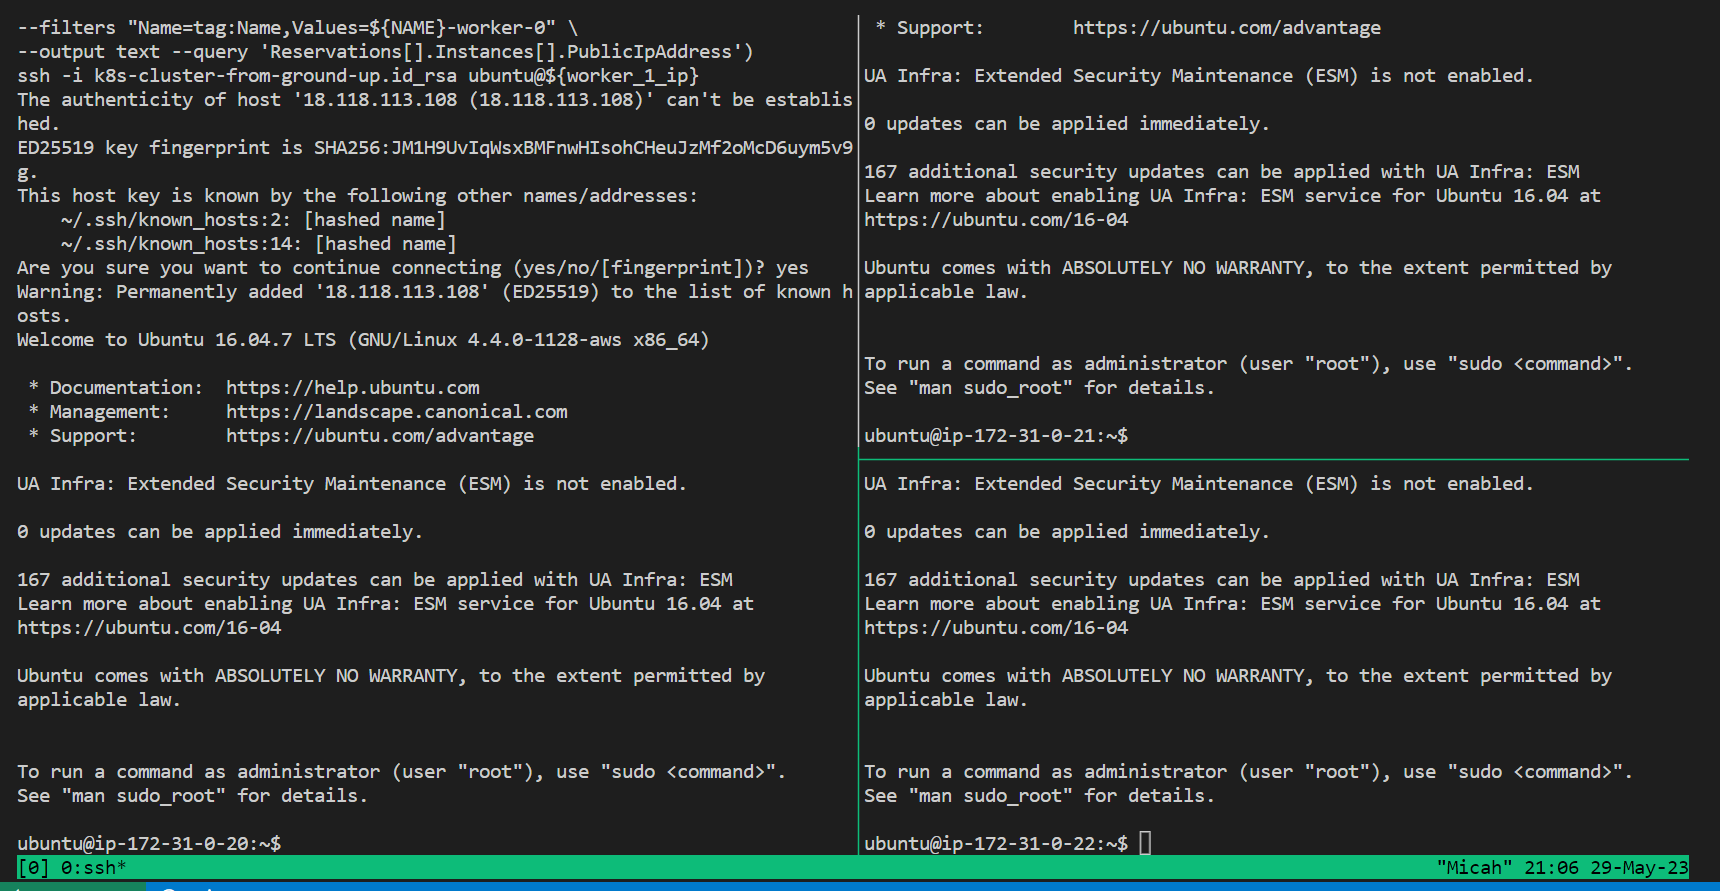 --filters "Name=tag:Name,Values=${NAME}-worker-0" \
--output text --query 'Reservations[].Instances[].PublicIpAddress')
ssh -i k8s-cluster-from-ground-up.id_rsa ubuntu@${worker_1_ip}
The authenticity of host '18.118.113.108 (18.118.113.108)' can't be establis
hed.
ED25519 key fingerprint is SHA256:JM1H9UvIqWsxBMFnwHIsohCHeuJzMf2oMcD6uym5v9
g.
This host key is known by the following other names/addresses:
    ~/.ssh/known_hosts:2: [hashed name]
    ~/.ssh/known_hosts:14: [hashed name]
Are you sure you want to continue connecting (yes/no/[fingerprint])? yes
Warning: Permanently added '18.118.113.108' (ED25519) to the list of known h
osts.
Welcome to Ubuntu 16.04.7 LTS (GNU/Linux 4.4.0-1128-aws x86_64)
 * Documentation:  https://help.ubuntu.com
 * Management:     https://landscape.canonical.com
 * Support:        https://ubuntu.com/advantage
UA Infra: Extended Security Maintenance (ESM) is not enabled.
0 updates can be applied immediately.
167 additional security updates can be applied with UA Infra: ESM
Learn more about enabling UA Infra: ESM service for Ubuntu 16.04 at
https://ubuntu.com/16-04
Ubuntu comes with ABSOLUTELY NO WARRANTY, to the extent permitted by
applicable law.
To run a command as administrator (user "root"), use "sudo <command>".
See "man sudo_root" for details.
ubuntu@ip-172-31-0-20:~$
 * Support:        https://ubuntu.com/advantage
UA Infra: Extended Security Maintenance (ESM) is not enabled.
0 updates can be applied immediately.
167 additional security updates can be applied with UA Infra: ESM
Learn more about enabling UA Infra: ESM service for Ubuntu 16.04 at
https://ubuntu.com/16-04
Ubuntu comes with ABSOLUTELY NO WARRANTY, to the extent permitted by
applicable law.
To run a command as administrator (user "root"), use "sudo <command>".
See "man sudo_root" for details.
ubuntu@ip-172-31-0-21:~$
UA Infra: Extended Security Maintenance (ESM) is not enabled.
0 updates can be applied immediately.
167 additional security updates can be applied with UA Infra: ESM
Learn more about enabling UA Infra: ESM service for Ubuntu 16.04 at
https://ubuntu.com/16-04
Ubuntu comes with ABSOLUTELY NO WARRANTY, to the extent permitted by
applicable law.
To run a command as administrator (user "root"), use "sudo <command>".
See "man sudo_root" for details.
ubuntu@ip-172-31-0-22:~$
[0] 0:ssh* "Micah" 21:06 29-May-23